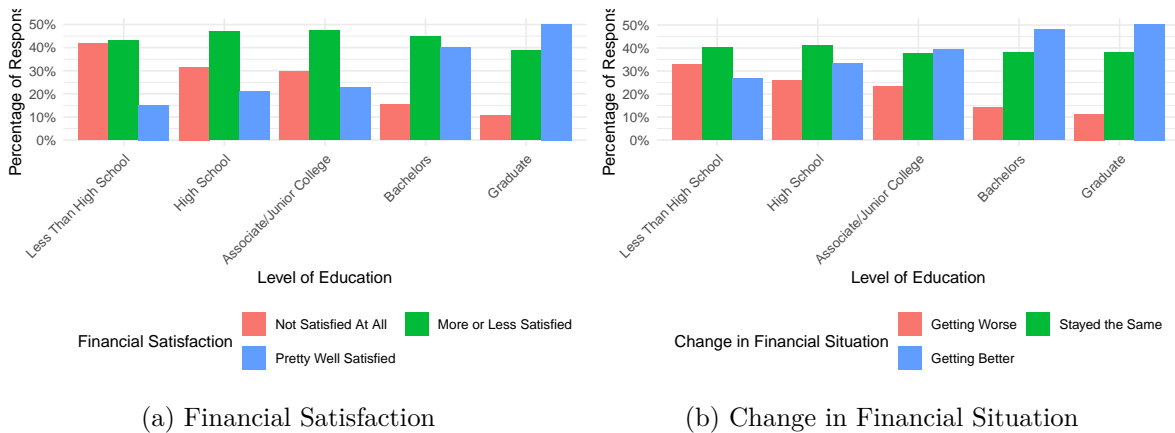 Percentage of Respons
50%
40%
30%
20%
10%
0%
Less Than High School
High School
Associate/Junior College
Bachelors
Graduate
Level of Education
Financial Satisfaction
Not Satisfied At All
More or Less Satisfied
Pretty Well Satisfied
(a) Financial Satisfaction
Percentage of Respons
50%
40%
30%
20%
10%
0%
Less Than High School
High School
Associate/Junior College
Bachelors
Graduate
Level of Education
Change in Financial Situation
Getting Worse
Stayed the Same
Getting Better
(b) Change in Financial Situation